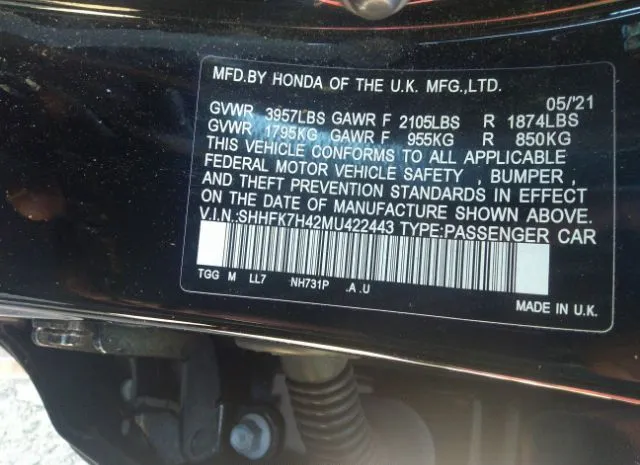 MFD.BY HONDA OF THE U.K. MFG.,LTD.
05/'21
GVWR 3957LBS GAWR F 2105LBS R 1874LBS
GVWR 1795KG GAWR F 955KG R 850KG
THIS VEHICLE CONFORMS TO ALL APPLICABLE
FEDERAL MOTOR VEHICLE SAFETY , BUMPER ,
AND THEFT PREVENTION STANDARDS IN EFFECT
ON THE DATE OF MANUFACTURE SHOWN ABOVE.
V.I.N.:SHHFK7H42MU422443 TYPE:PASSENGER CAR
TGG M LL7 NH731P .A .U
MADE IN U.K.